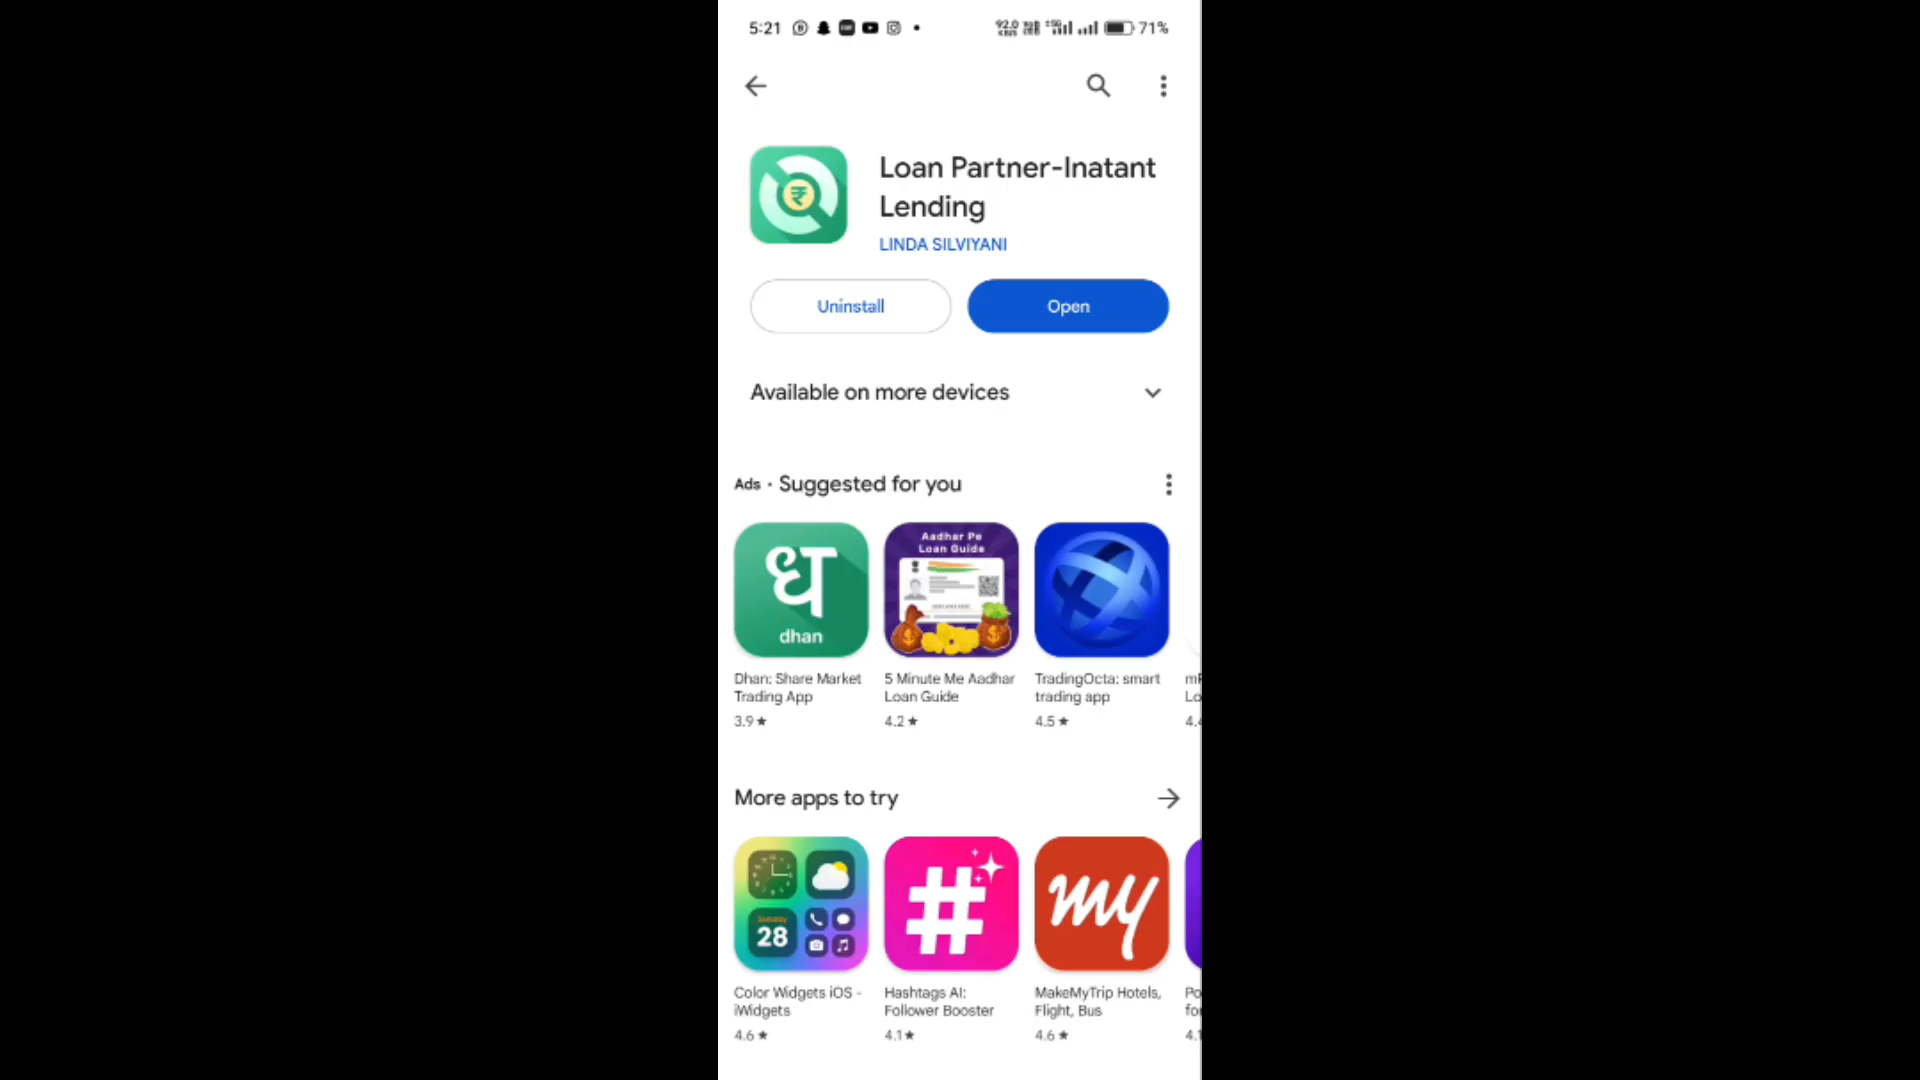 5:21
71%
Loan Partner-Inatant
Lending
LINDA SILVIYANI
Uninstall
Open
Available on more devices
Ads • Suggested for you
ध
dhan
Aadhar Pe
Loan Guide
Dhan: Share Market
Trading App
3.9★
5 Minute Me Aadhar
Loan Guide
4.2★
TradingOcta: smart
trading app
4.5★
More apps to try
28
#
my
Color Widgets iOS -
iWidgets
4.6★
Hashtags AI:
Follower Booster
4.1★
MakeMyTrip Hotels,
Flight, Bus
4.6★